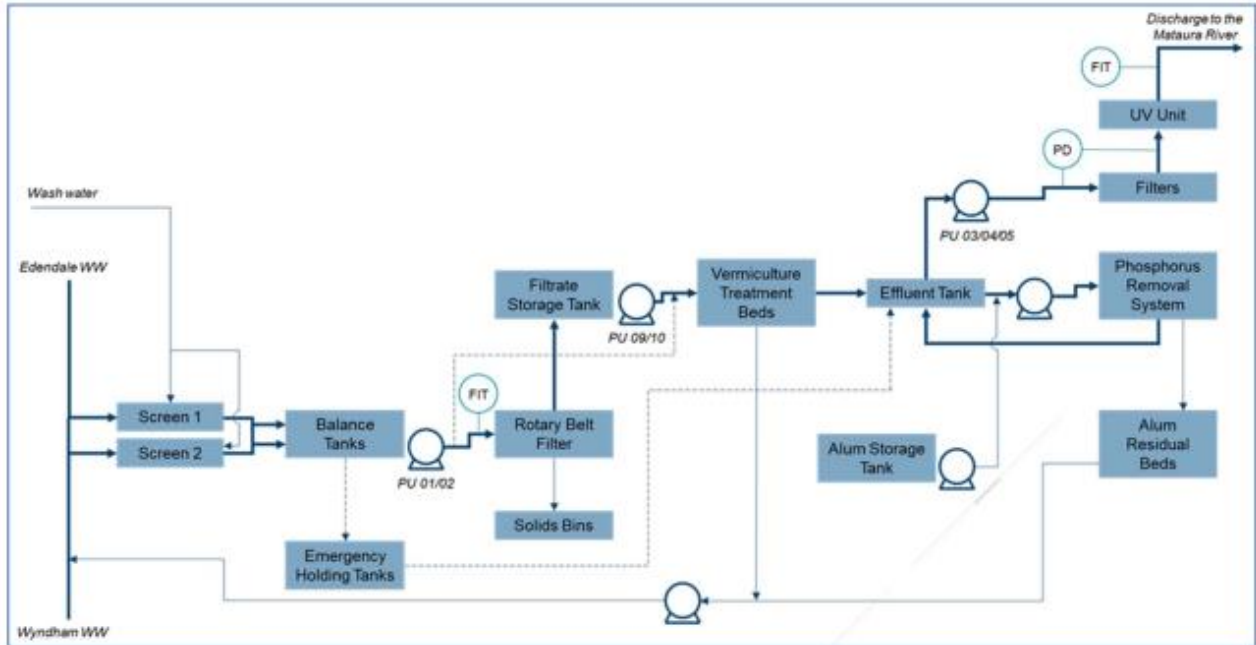 Discharge to the
Mataura River
FIT
UV Unit
PD
Wash water
Filters
PU 03/04/05
Edendale WW
Filtrate
Storage Tank
Vermiculture
Treatment
Beds
Effluent Tank
Phosphorus
Removal
System
PU 09/10
FIT
Screen 1
Balance
Tanks
Rotary Belt
Filter
Screen 2
Alum Storage
Tank
Alum
Residual
Beds
PU 01/02
Solids Bins
Emergency
Holding Tanks
Wyndham WW